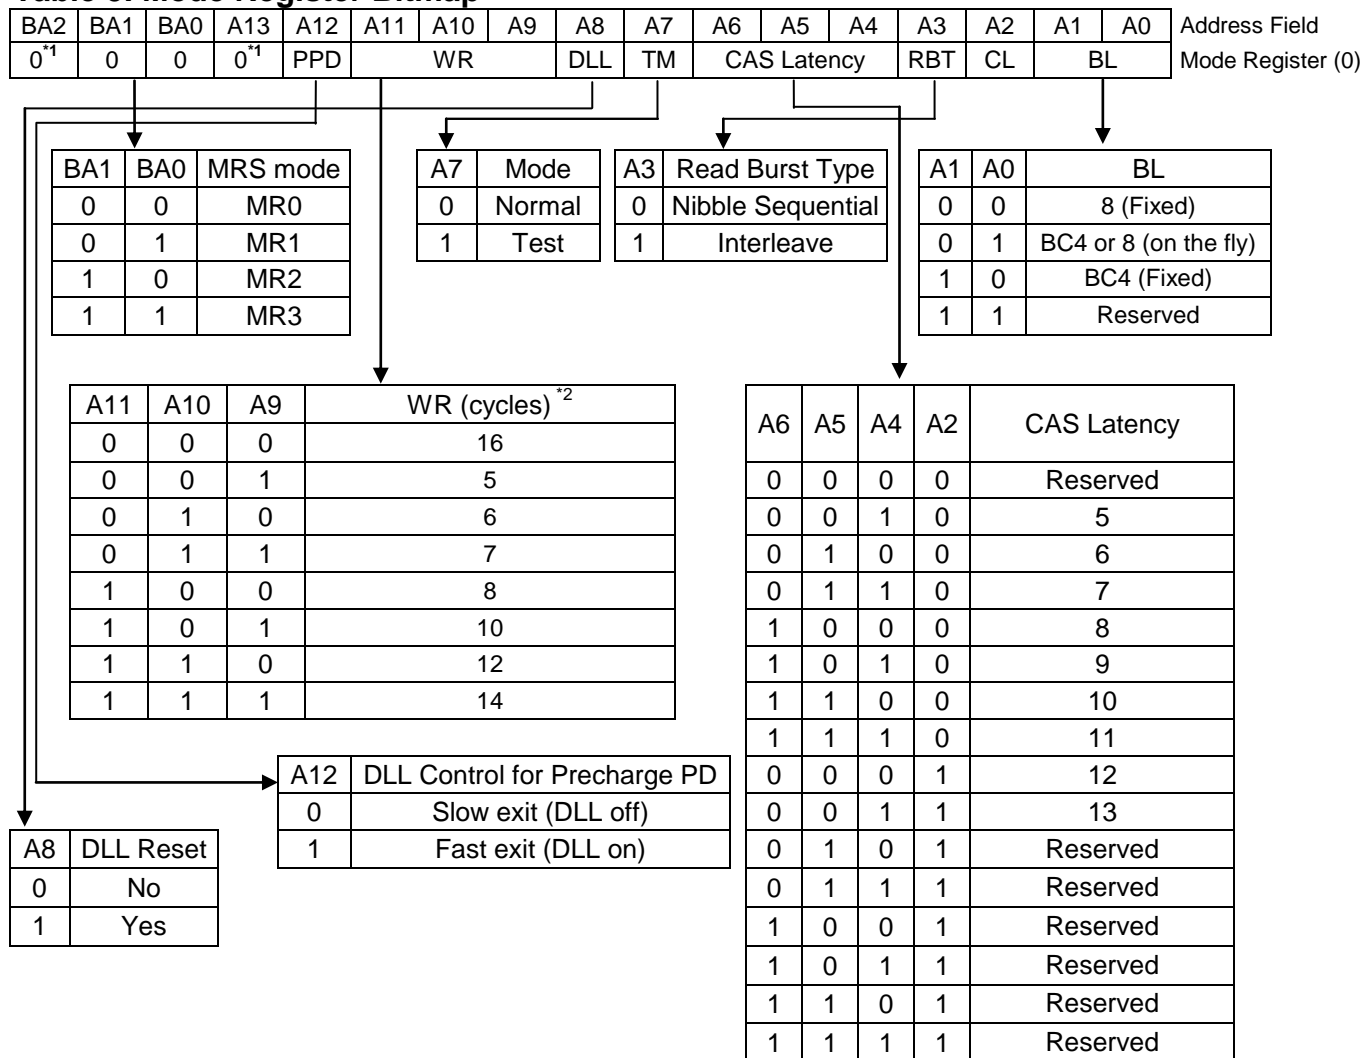 BA2 BA1 BA0 A13 A12 A11 A10 A9 A8 A7 A6 A5 A4 A3 A2 A1 A0 Address Field
0*1 0 0 0*1 PPD WR DLL TM CAS Latency RBT CL BL Mode Register (0)
BA1 BA0 MRS mode
0 0 MR0
0 1 MR1
1 0 MR2
1 1 MR3
A7 Mode
0 Normal
1 Test
A3 Read Burst Type
0 Nibble Sequential
1 Interleave
A1 A0 BL
0 0 8 (Fixed)
0 1 BC4 or 8 (on the fly)
1 0 BC4 (Fixed)
1 1 Reserved
A11 A10 A9 WR (cycles) *2
0 0 0 16
0 0 1 5
0 1 0 6
0 1 1 7
1 0 0 8
1 0 1 10
1 1 0 12
1 1 1 14
A6 A5 A4 A2 CAS Latency
0 0 0 0 Reserved
0 0 1 0 5
0 1 0 0 6
0 1 1 0 7
1 0 0 0 8
1 0 1 0 9
1 1 0 0 10
1 1 1 0 11
0 0 0 1 12
0 0 1 1 13
0 1 0 1 Reserved
0 1 1 1 Reserved
1 0 0 1 Reserved
1 0 1 1 Reserved
1 1 0 1 Reserved
1 1 1 1 Reserved
A12 DLL Control for Precharge PD
0 Slow exit (DLL off)
1 Fast exit (DLL on)
A8 DLL Reset
0 No
1 Yes